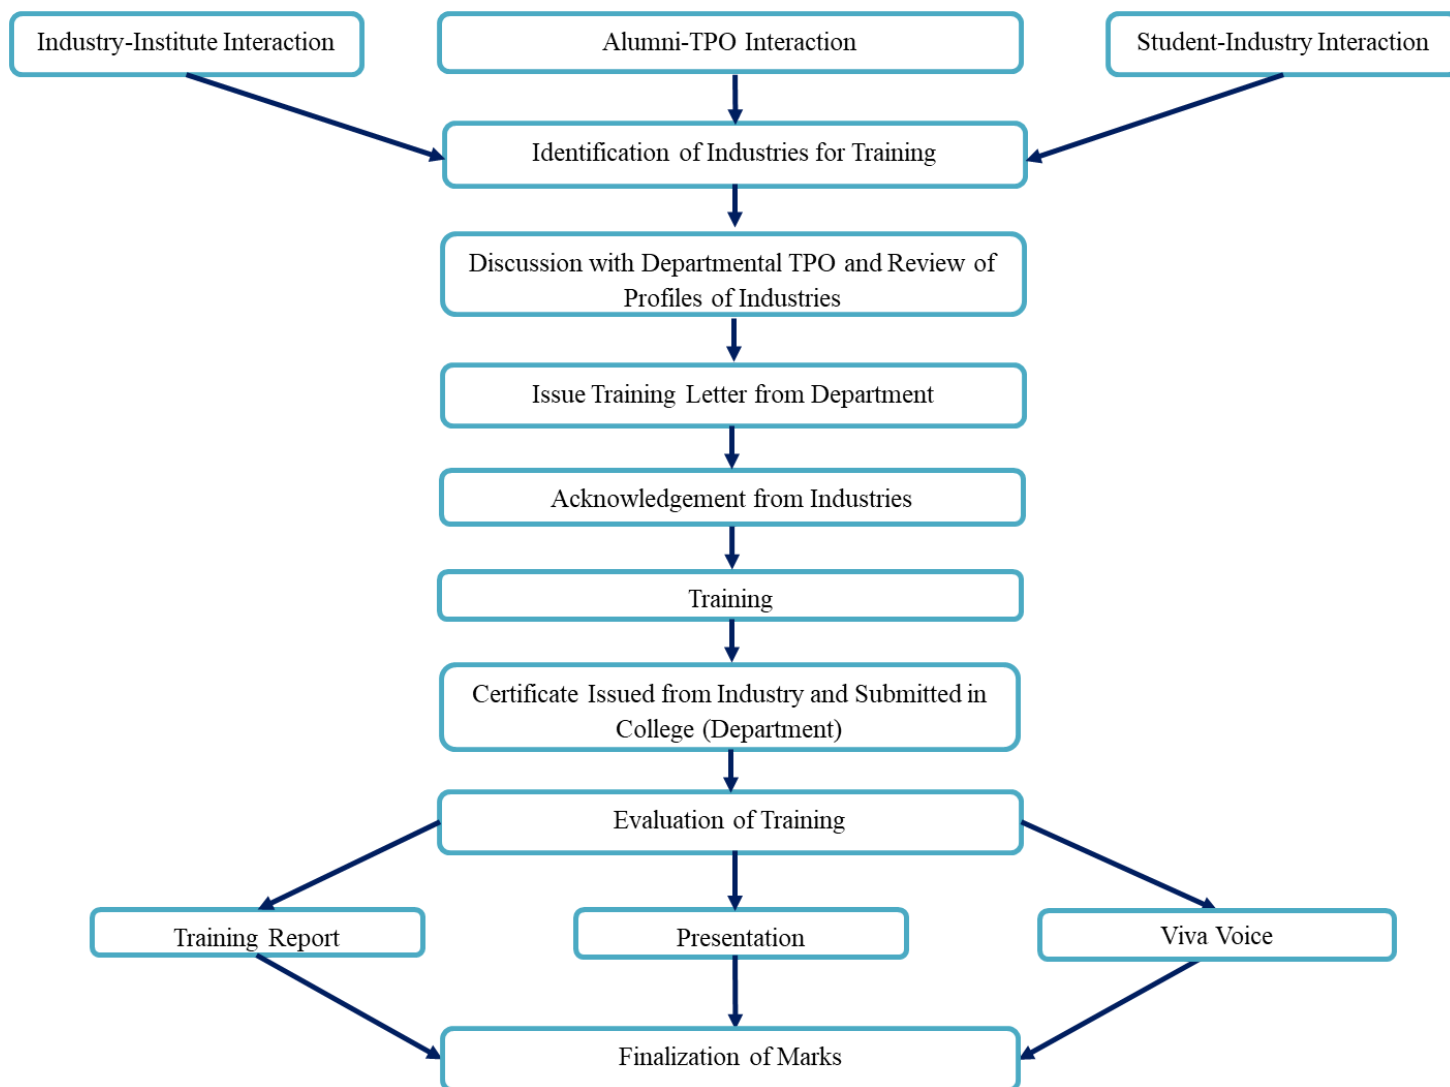 Industry-Institute Interaction
Alumni-TPO Interaction
Student-Industry Interaction
Identification of Industries for Training
Discussion with Departmental TPO and Review of
Profiles of Industries
Issue Training Letter from Department
Acknowledgement from Industries
Training
Certificate Issued from Industry and Submitted in
College (Department)
Evaluation of Training
Training Report
Presentation
Viva Voice
Finalization of Marks